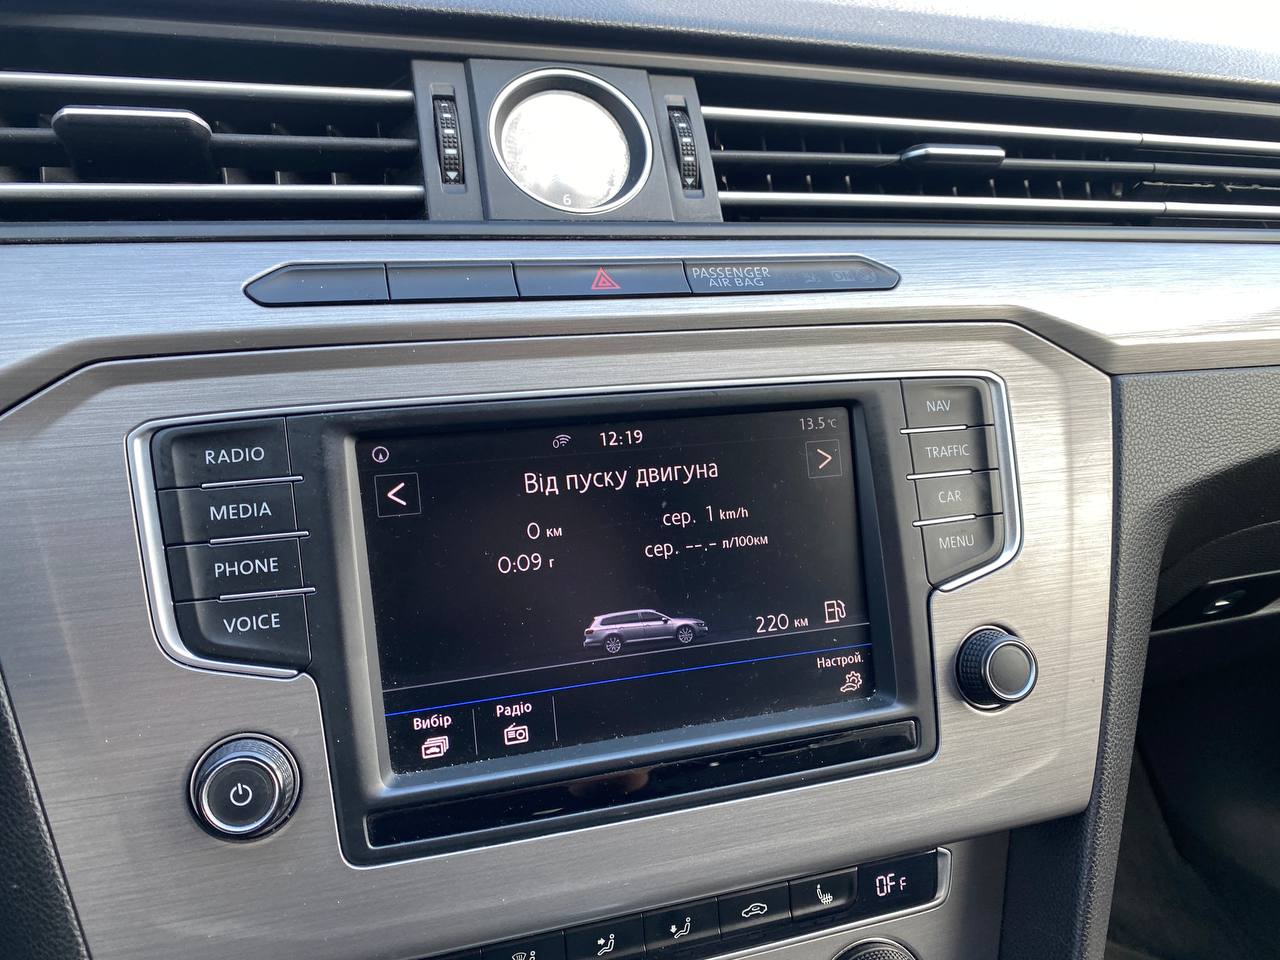 6
PASSENGER
AIR BAG
RADIO
MEDIA
PHONE
VOICE
12:19
13.5°C
Від пуску двигуна
0 км
0:09 г
сер. 1 km/h
сер. --.- л/100км
220 км
Настрой.
Вибір
Радіо
NAV
TRAFFIC
CAR
MENU
OFF